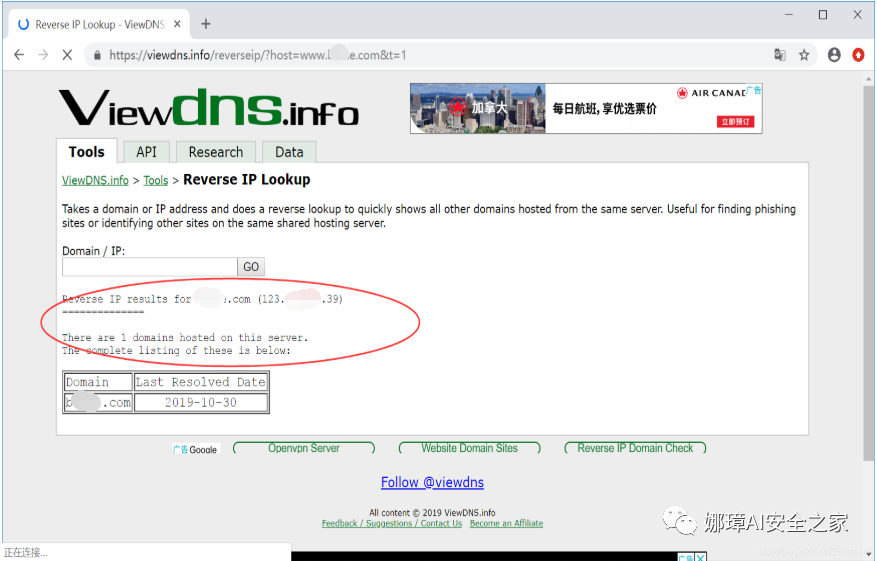 Reverse IP Lookup - ViewDNS.
https://viewdns.info/reverseip/?host=www.b e.com&t=1
Viewdns.info
加拿大
每日航班,享优选票价
AIR CANAD
广告
立即预订
Tools API Research Data
ViewDNS.info > Tools > Reverse IP Lookup
Takes a domain or IP address and does a reverse lookup to quickly shows all other domains hosted from the same server. Useful for finding phishing
sites or identifying other sites on the same shared hosting server.
Domain / IP:
GO
Reverse IP results for e.com (123. .39)
==============
There are 1 domains hosted on this server.
The complete listing of these is below:
Domain Last Resolved Date
b .com 2019-10-30
广告 Google Openvpn Server Website Domain Sites Reverse IP Domain Check
Follow @viewdns
All content © 2019 ViewDNS.info
Feedback / Suggestions / Contact Us Become an Affiliate
娜璋AI安全之家
正在连接...
广告